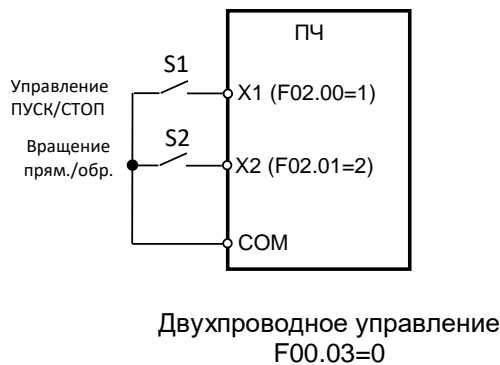 ПЧ
S1
Управление
ПУСК/СТОП
X1 (F02.00=1)
S2
Вращение
прям./обр.
X2 (F02.01=2)
COM
Двухпроводное управление
F00.03=0